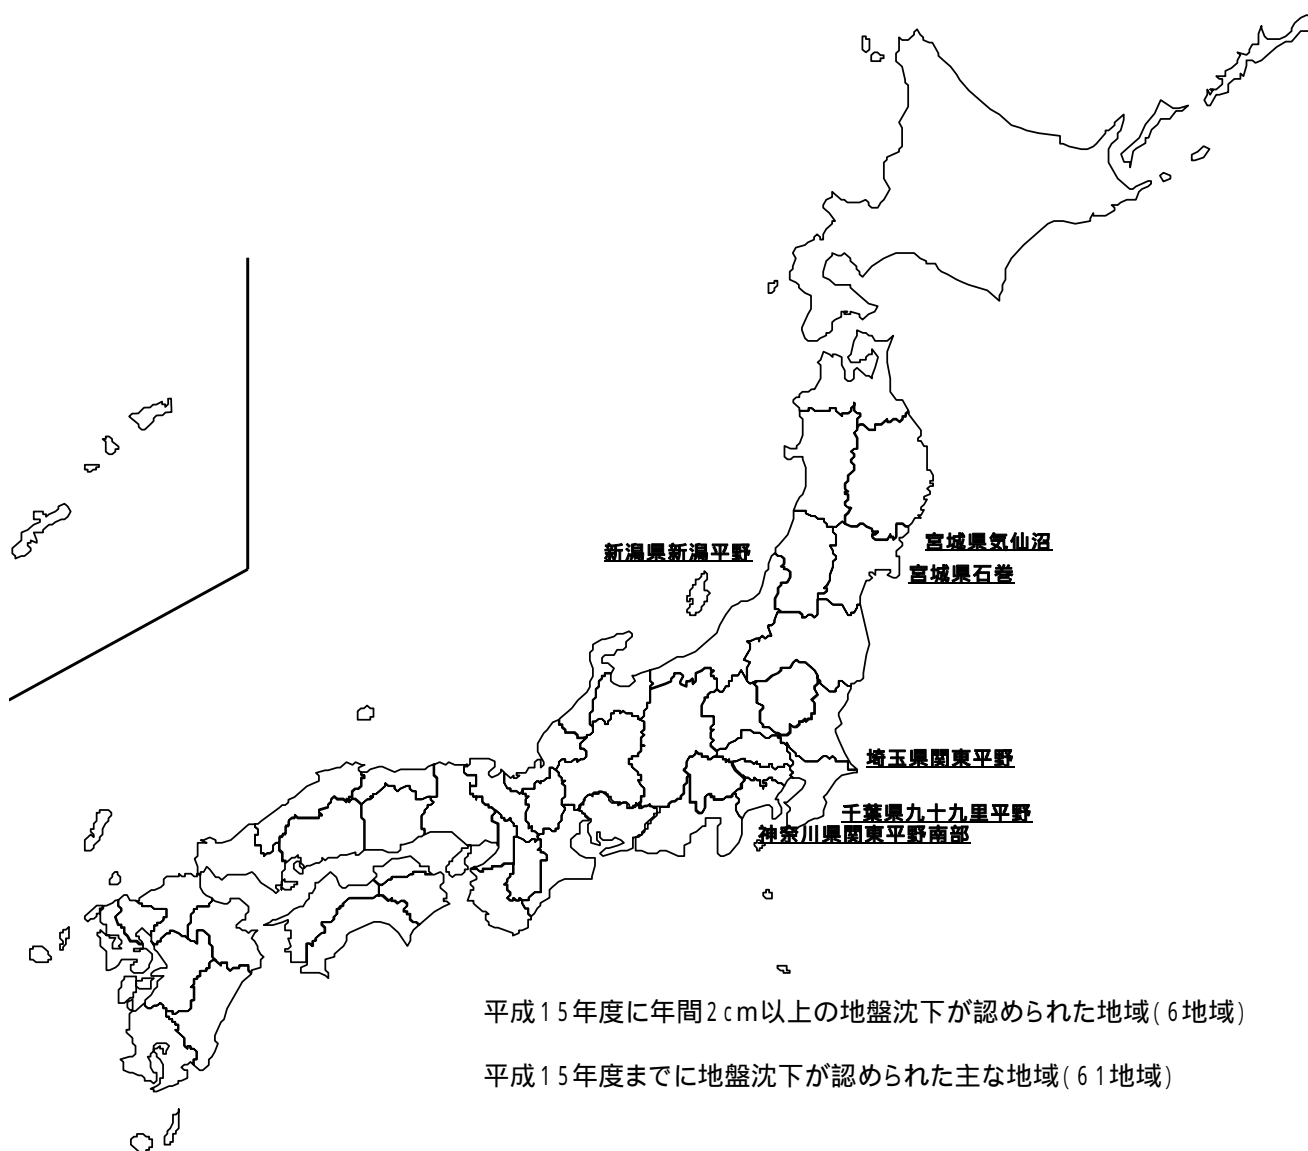 宮城県気仙沼
新潟県新潟平野
宮城県石巻
埼玉県関東平野
千葉県九十九里平野
神奈川県関東平野南部
平成15年度に年間2cm以上の地盤沈下が認められた地域(6地域)
平成15年度までに地盤沈下が認められた主な地域(61地域)